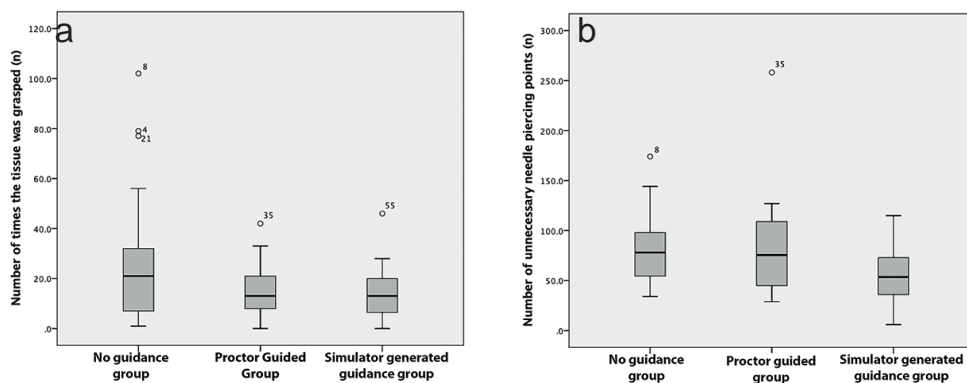 a
Number of times the tissue was grasped (n)
120.0
100.0
80.0
60.0
40.0
20.0
.0
8
4
21
35
55
No guidance
group
Proctor Guided
Group
Simulator generated
guidance group
b
Number of unnecessary needle piercing points (n)
300.0
250.0
200.0
150.0
100.0
50.0
.0
8
35
No guidance
group
Proctor guided
group
Simulator generated
guidance group